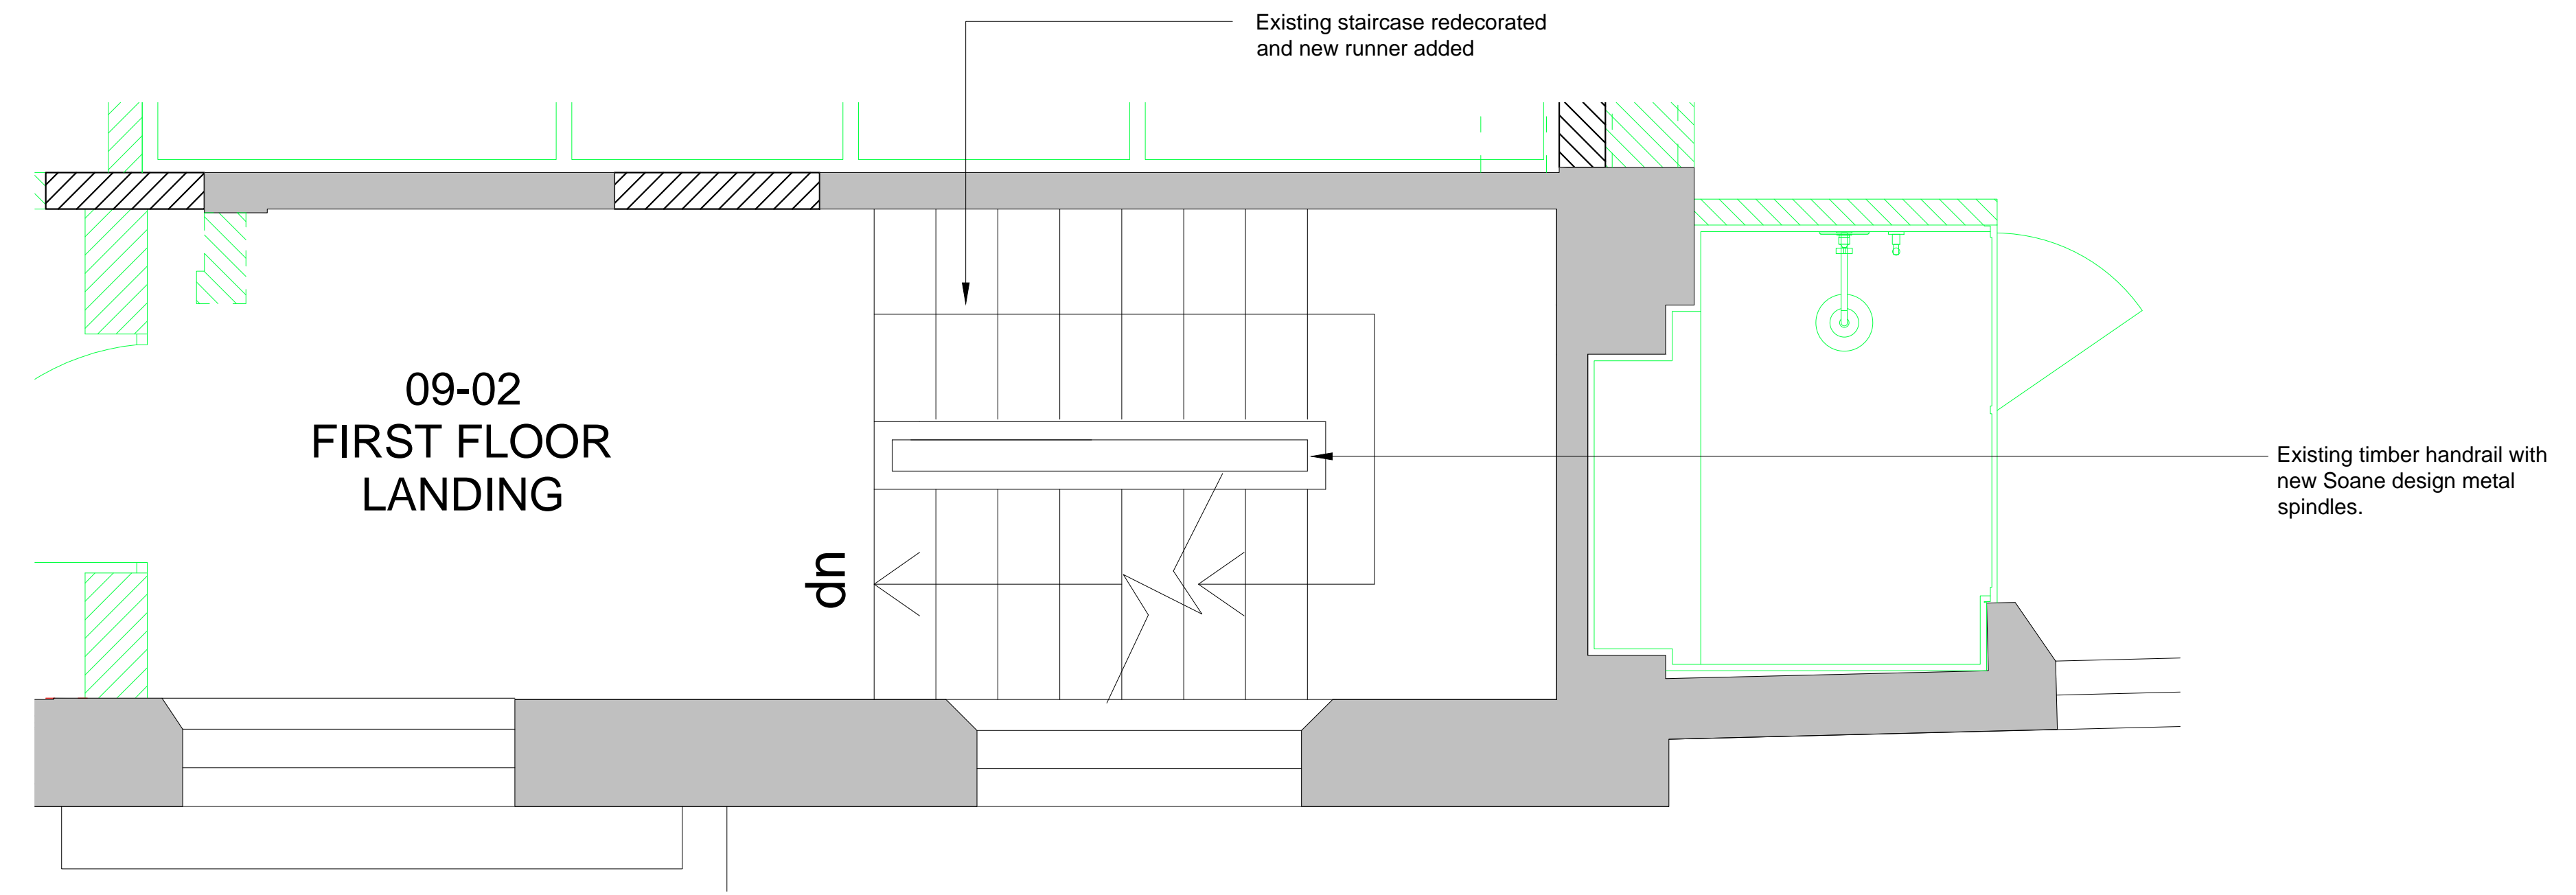 Existing staircase redecorated
and new runner added
09-02
FIRST FLOOR
LANDING
dn
Existing timber handrail with
new Soane design metal
spindles.